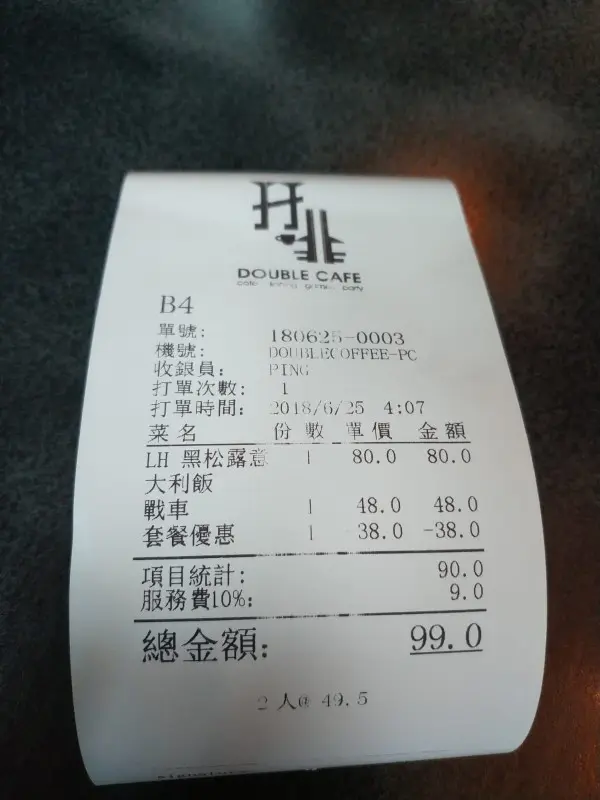 DOUBLE CAFE
B4
單號: 180625-0003
機號: DOUBLECOFFEE-PC
收銀員: PING
打單次數: 1
打單時間: 2018/6/25 4:07
菜名 份數 單價 金額
LH 黑松露意 1 80.0 80.0
大利飯
戰車 1 48.0 48.0
套餐優惠 1 38.0 -38.0
項目統計: 90.0
服務費10%: 9.0
總金額: 99.0
2 人@ 49.5